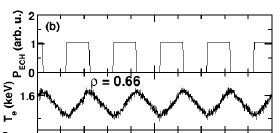 P_ECH (arb. u.)
2
(b)
1
0
ρ = 0.66
T_e (keV)
1.6